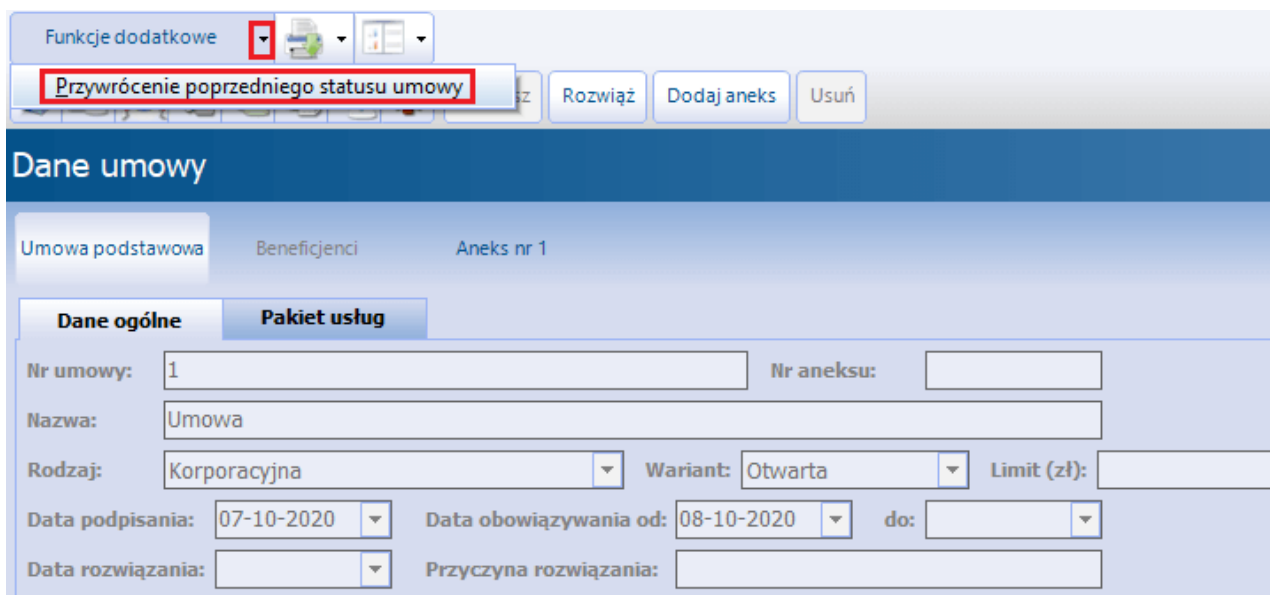 Funkcje dodatkowe
Przywrócenie poprzedniego statusu umowy
sz Rozwiąż Dodaj aneks Usuń
Dane umowy
Umowa podstawowa Beneficjenci Aneks nr 1
Dane ogólne Pakiet usług
Nr umowy: 1 Nr aneksu:
Nazwa: Umowa
Rodzaj: Korporacyjna Wariant: Otwarta Limit (zł):
Data podpisania: 07-10-2020 Data obowiązywania od: 08-10-2020 do:
Data rozwiązania: Przyczyna rozwiązania: